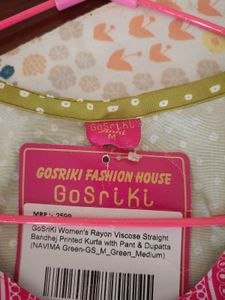 GoSriKi
M
GOSRIKI FASHION HOUSE
GoSriKi
MRP:- 2599
GoSriKi Women's Rayon Viscose Straight
Bandhej Printed Kurta with Pant & Dupatta
(NAVIMA Green-GS_M_Green_Medium)